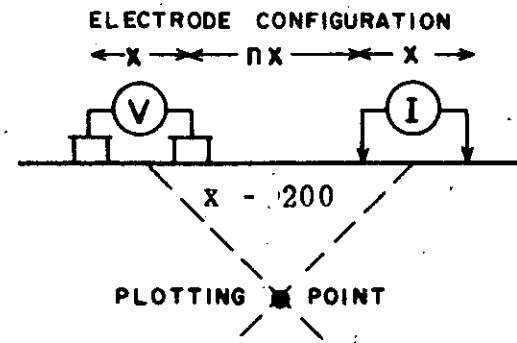 ELECTRODE CONFIGURATION
x nx x
V I
x - 200
PLOTTING POINT